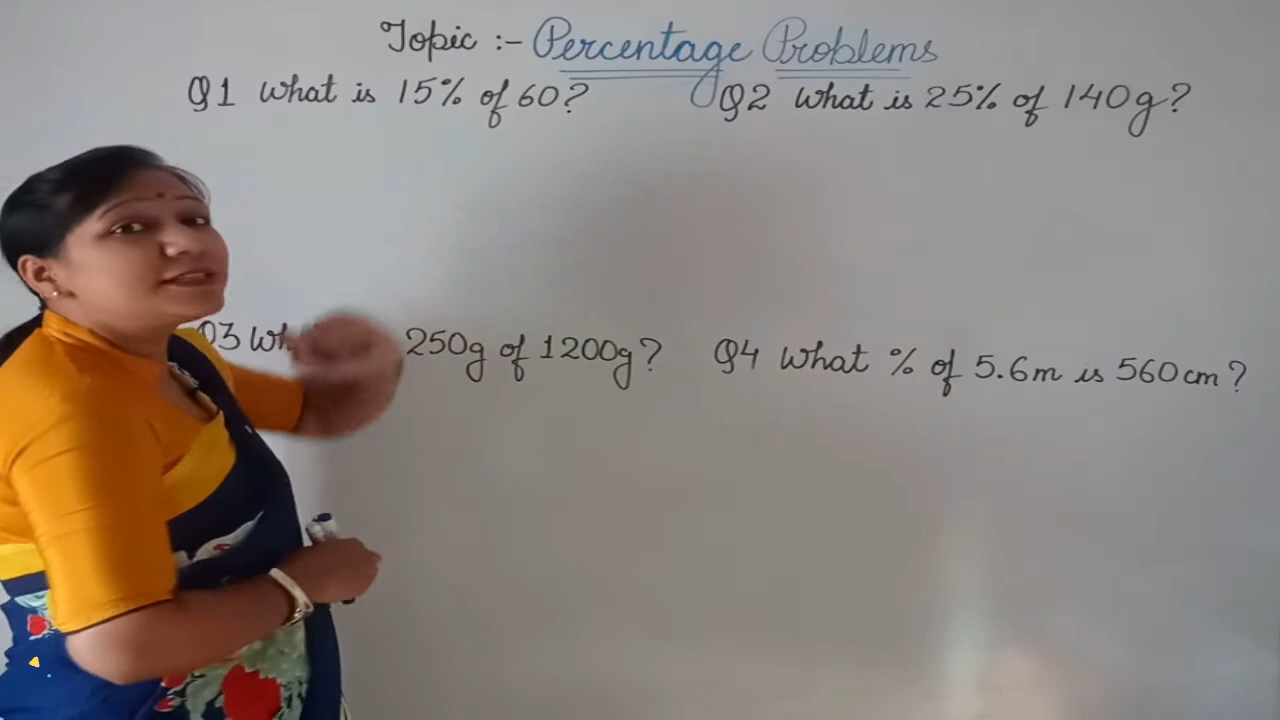 Topic :- Percentage Problems
Q1 What is 15% of 60?
Q2 What is 25% of 140g?
Q3 250g of 1200g?
Q4 What % of 5.6m is 560cm?